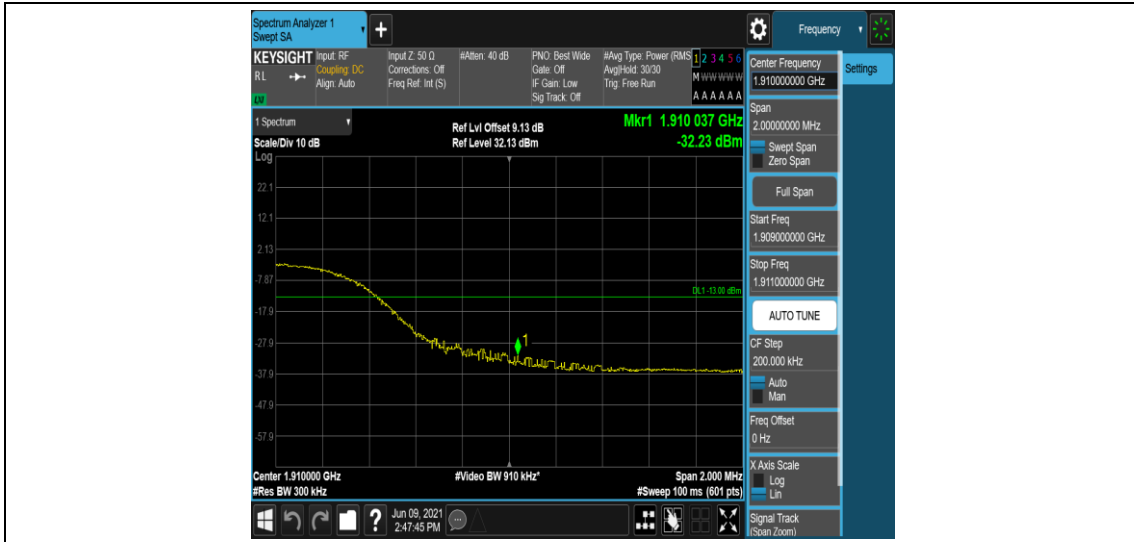 Spectrum Analyzer 1
Swept SA
Frequency
KEYSIGHT
RL
Input: RF
Coupling: DC
Align: Auto
Input Z: 50 Ω
Corrections: Off
Freq Ref: Int (S)
#Atten: 40 dB
PNO: Best Wide
Gate: Off
IF Gain: Low
Sig Track: Off
#Avg Type: Power (RMS
Avg|Hold: 30/30
Trig: Free Run
1 2 3 4 5 6
M W W W W W
A A A A A A
1 Spectrum
Scale/Div 10 dB
Ref Lvl Offset 9.13 dB
Ref Level 32.13 dBm
Mkr1 1.910 037 GHz
-32.23 dBm
Log
22.1
12.1
2.13
-7.87
DL1 -13.00 dBm
-17.9
-27.9
1
-37.9
-47.9
-57.9
Center 1.910000 GHz
#Res BW 300 kHz
#Video BW 910 kHz*
Span 2.000 MHz
#Sweep 100 ms (601 pts)
Jun 09, 2021
2:47:45 PM
Center Frequency
1.910000000 GHz
Settings
Span
2.00000000 MHz
Swept Span
Zero Span
Full Span
Start Freq
1.909000000 GHz
Stop Freq
1.911000000 GHz
AUTO TUNE
CF Step
200.000 kHz
Auto
Man
Freq Offset
0 Hz
X Axis Scale
Log
Lin
Signal Track
(Span Zoom)